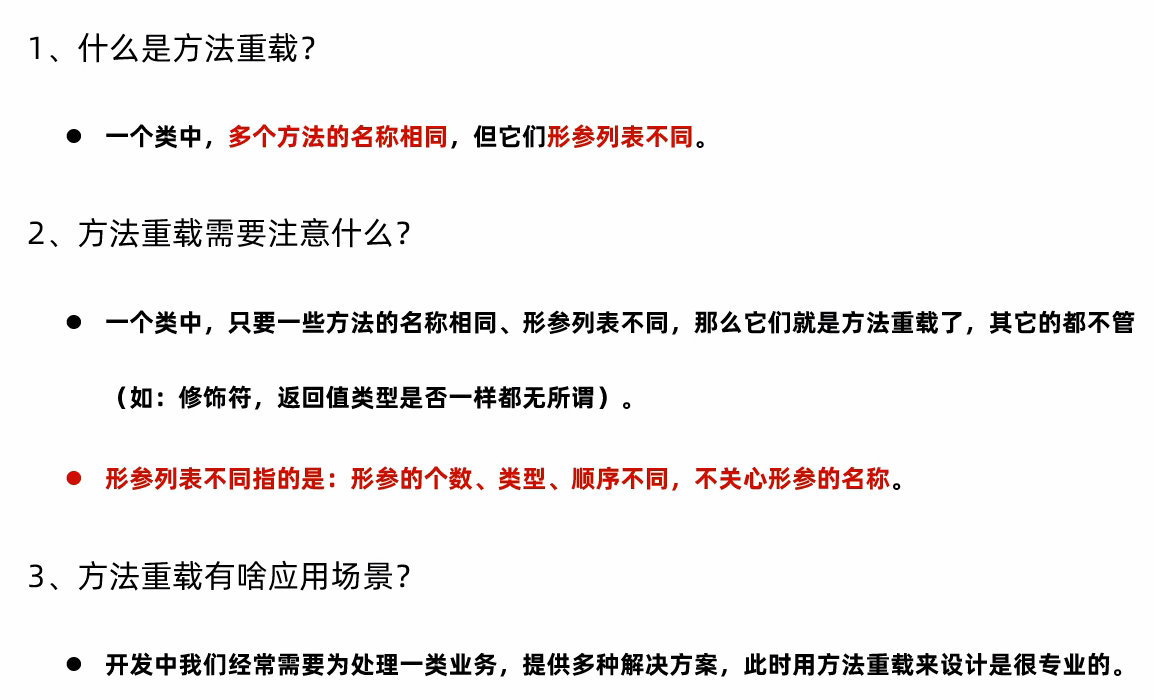 1、什么是方法重载?
● 一个类中，多个方法的名称相同，但它们形参列表不同。
2、方法重载需要注意什么?
● 一个类中，只要一些方法的名称相同、形参列表不同，那么它们就是方法重载了，其它的都不管
（如：修饰符，返回值类型是否一样都无所谓）。
● 形参列表不同指的是：形参的个数、类型、顺序不同，不关心形参的名称。
3、方法重载有啥应用场景?
● 开发中我们经常需要为处理一类业务，提供多种解决方案，此时用方法重载来设计是很专业的。